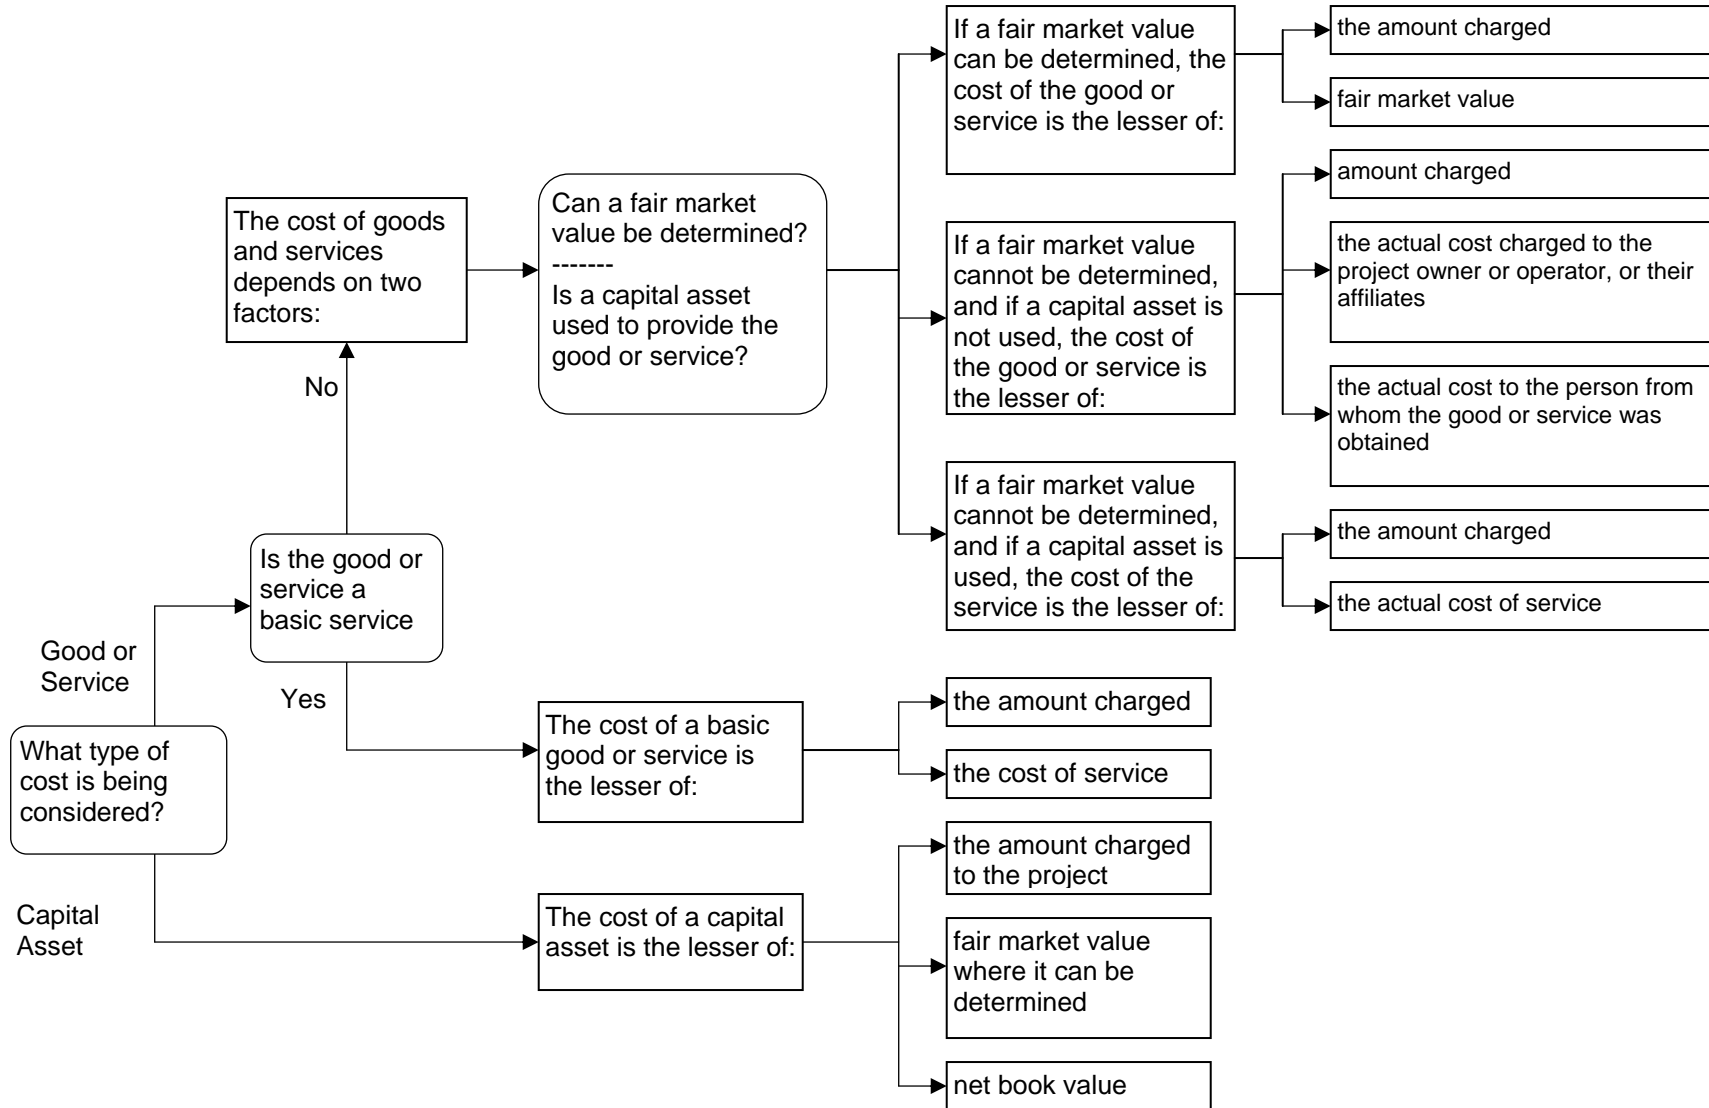 If a fair market value
can be determined, the
cost of the good or
service is the lesser of:
the amount charged
fair market value
The cost of goods
and services
depends on two
factors:
Can a fair market
value be determined?
-------
Is a capital asset
used to provide the
good or service?
If a fair market value
cannot be determined,
and if a capital asset is
not used, the cost of
the good or service is
the lesser of:
amount charged
the actual cost charged to the
project owner or operator, or their
affiliates
the actual cost to the person from
whom the good or service was
obtained
If a fair market value
cannot be determined,
and if a capital asset is
used, the cost of the
service is the lesser of:
the amount charged
the actual cost of service
No
Is the good or
service a
basic service
Good or
Service
Yes
What type of
cost is being
considered?
The cost of a basic
good or service is
the lesser of:
the amount charged
the cost of service
Capital
Asset
The cost of a capital
asset is the lesser of:
the amount charged
to the project
fair market value
where it can be
determined
net book value